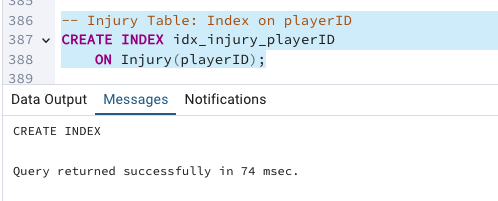 386 -- Injury Table: Index on playerID
387 CREATE INDEX idx_injury_playerID
388 ON Injury(playerID);
389
Data Output Messages Notifications
CREATE INDEX
Query returned successfully in 74 msec.